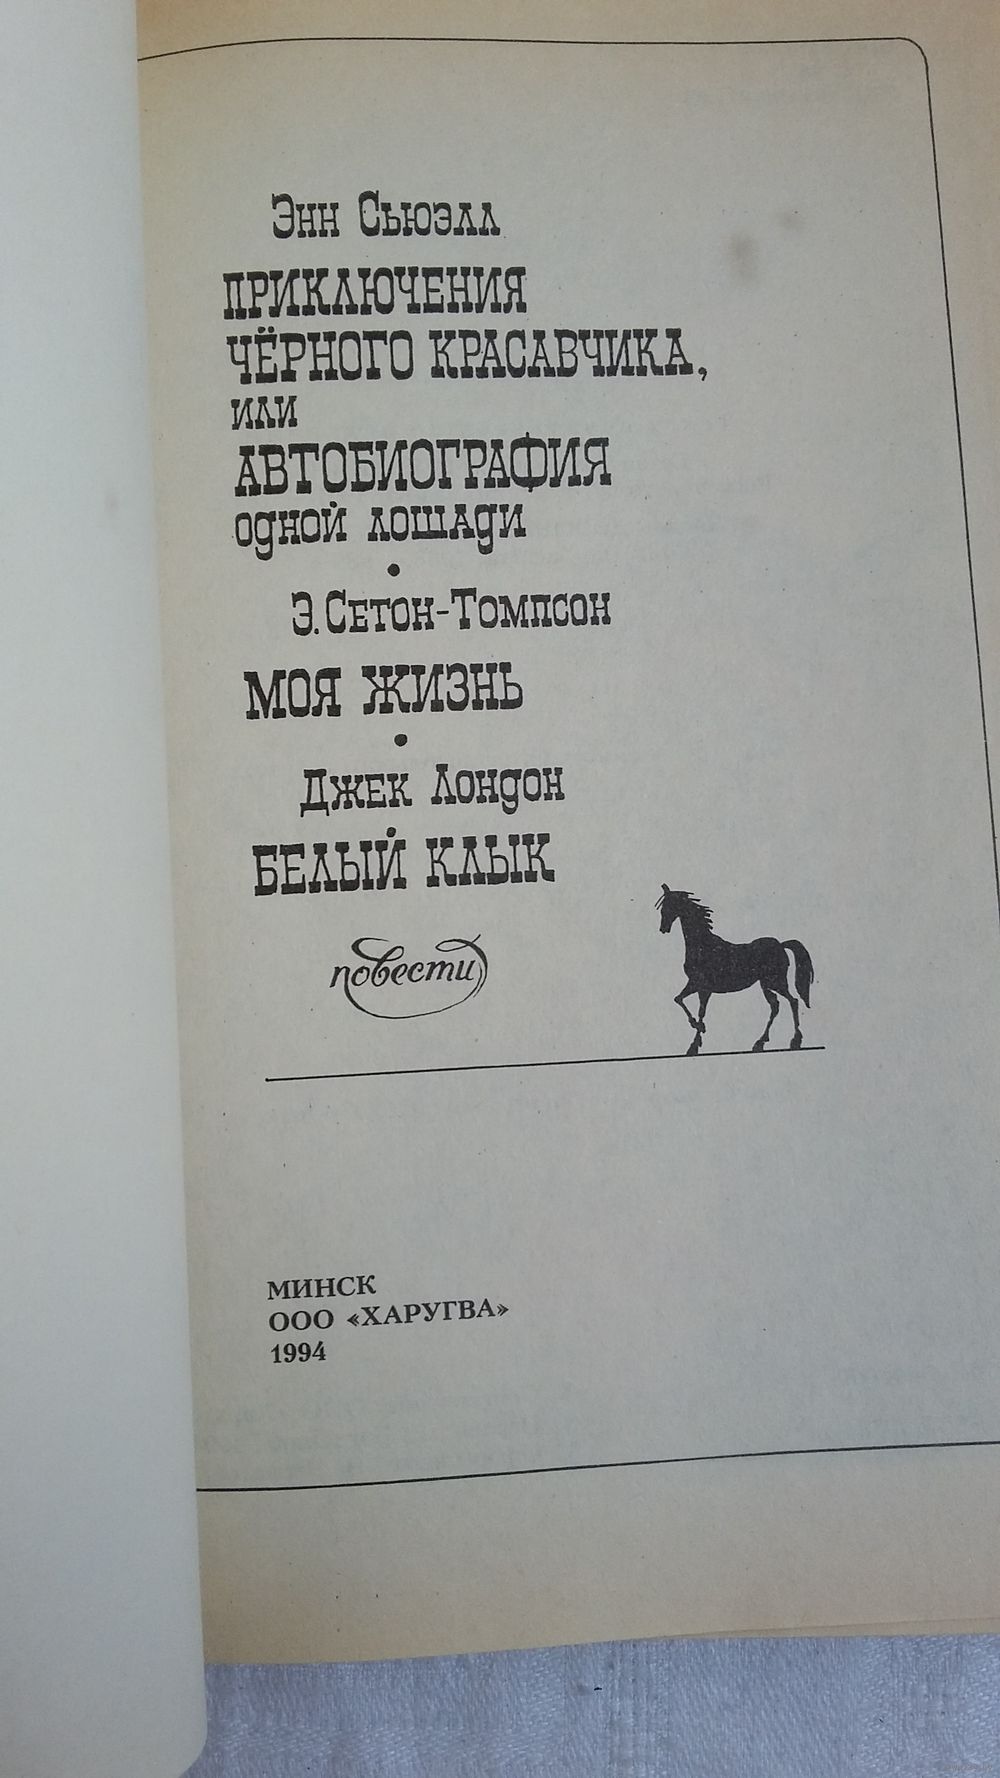 Энн Сьюэлл
ПРИКЛЮЧЕНИЯ
ЧЁРНОГО КРАСАВЧИКА,
или
АВТОБИОГРАФИЯ
одной лошади
•
Э. Сетон-Томпсон
МОЯ ЖИЗНЬ
•
Джек Лондон
БЕЛЫЙ КЛЫК
повести
МИНСК
ООО «ХАРУГВА»
1994